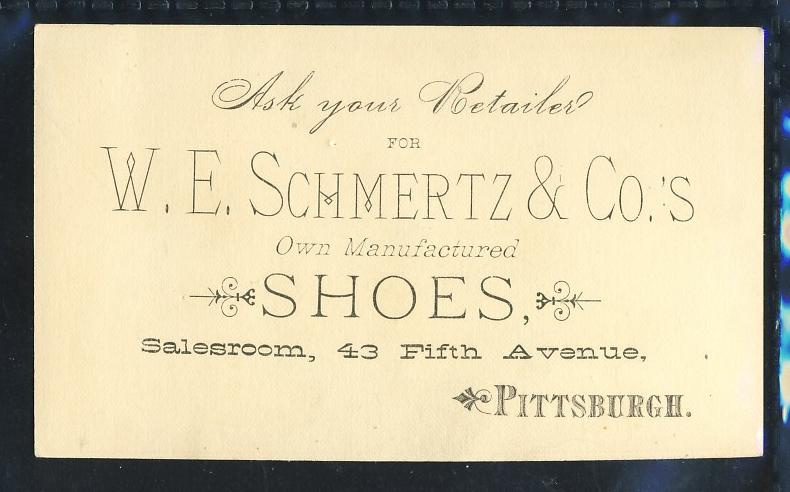 Ask your Retailer
FOR
W. E. SCHMERTZ & CO.'S
Own Manufactured
SHOES,
Salesroom, 43 Fifth Avenue,
PITTSBURGH.